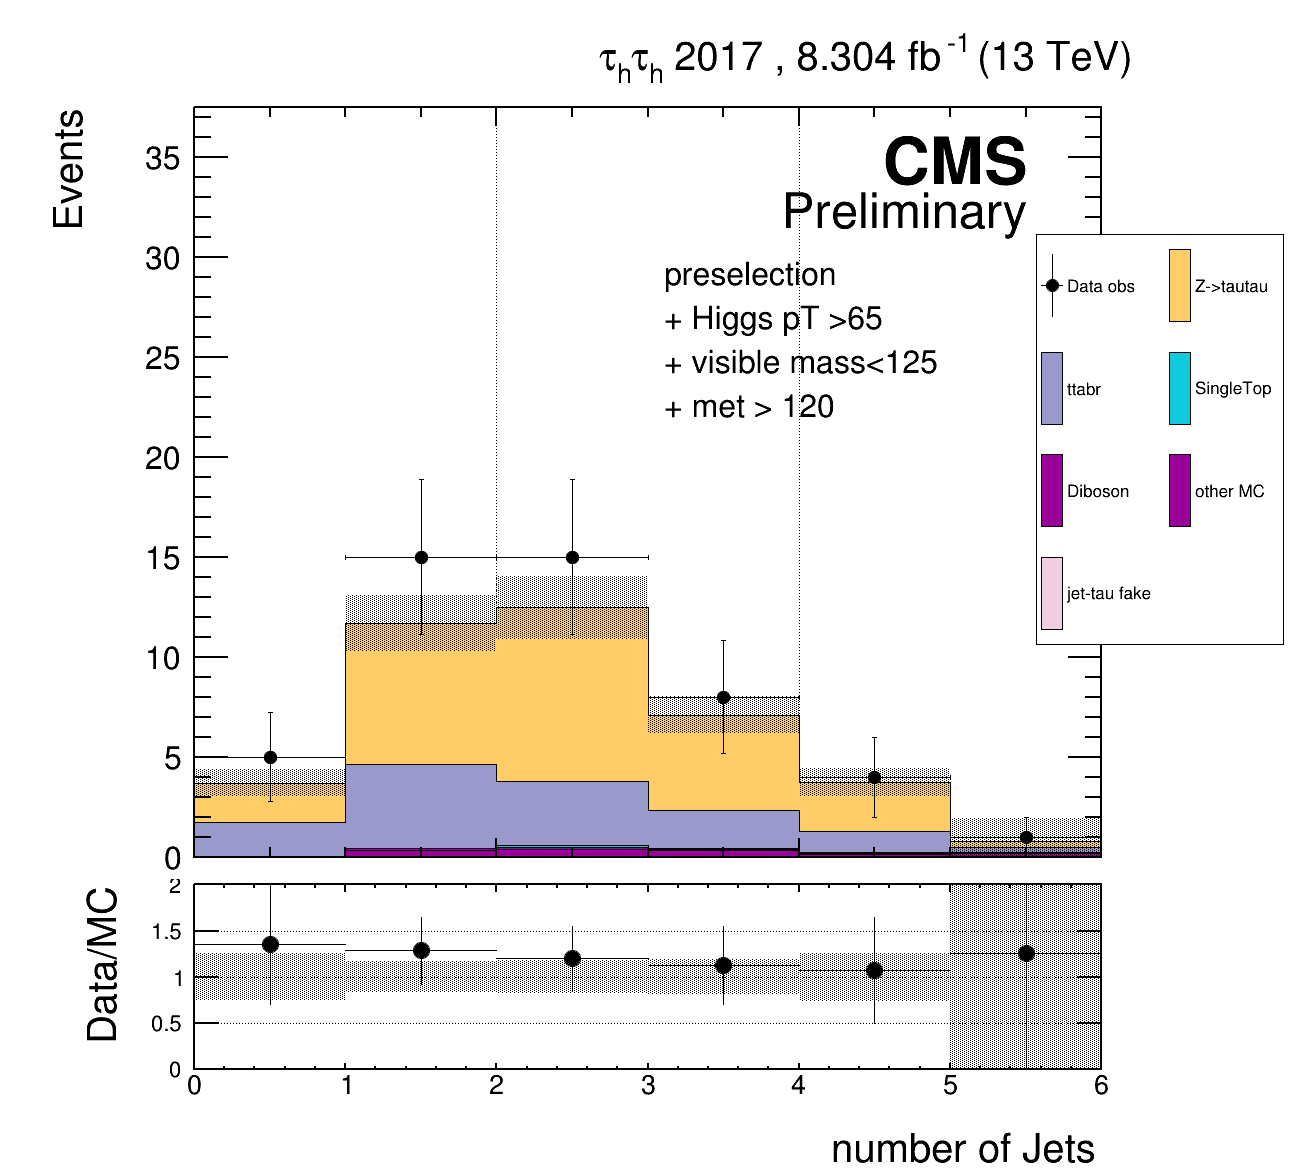 τhτh 2017 , 8.304 fb-1 (13 TeV)
Events
35
30
25
20
15
10
5
0
CMS
Preliminary
preselection
+ Higgs pT >65
+ visible mass<125
+ met > 120
Data obs
Z->tautau
ttabr
SingleTop
Diboson
other MC
jet-tau fake
Data/MC
2
1.5
1
0.5
0
0 1 2 3 4 5 6
number of Jets